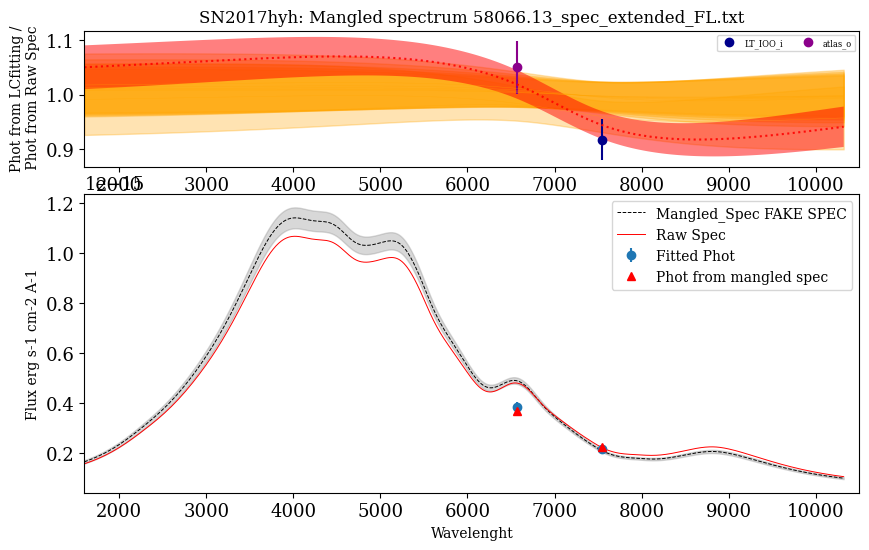 SN2017hyh: Mangled spectrum 58066.13_spec_extended_FL.txt
Phot from LCfitting /
Phot from Raw Spec
1.1
1.0
0.9
LT_IOO_i
atlas_o
2000 3000 4000 5000 6000 7000 8000 9000 10000
1e−15
Flux erg s-1 cm-2 A-1
1.2
1.0
0.8
0.6
0.4
0.2
Mangled_Spec FAKE SPEC
Raw Spec
Fitted Phot
Phot from mangled spec
2000 3000 4000 5000 6000 7000 8000 9000 10000
Wavelenght